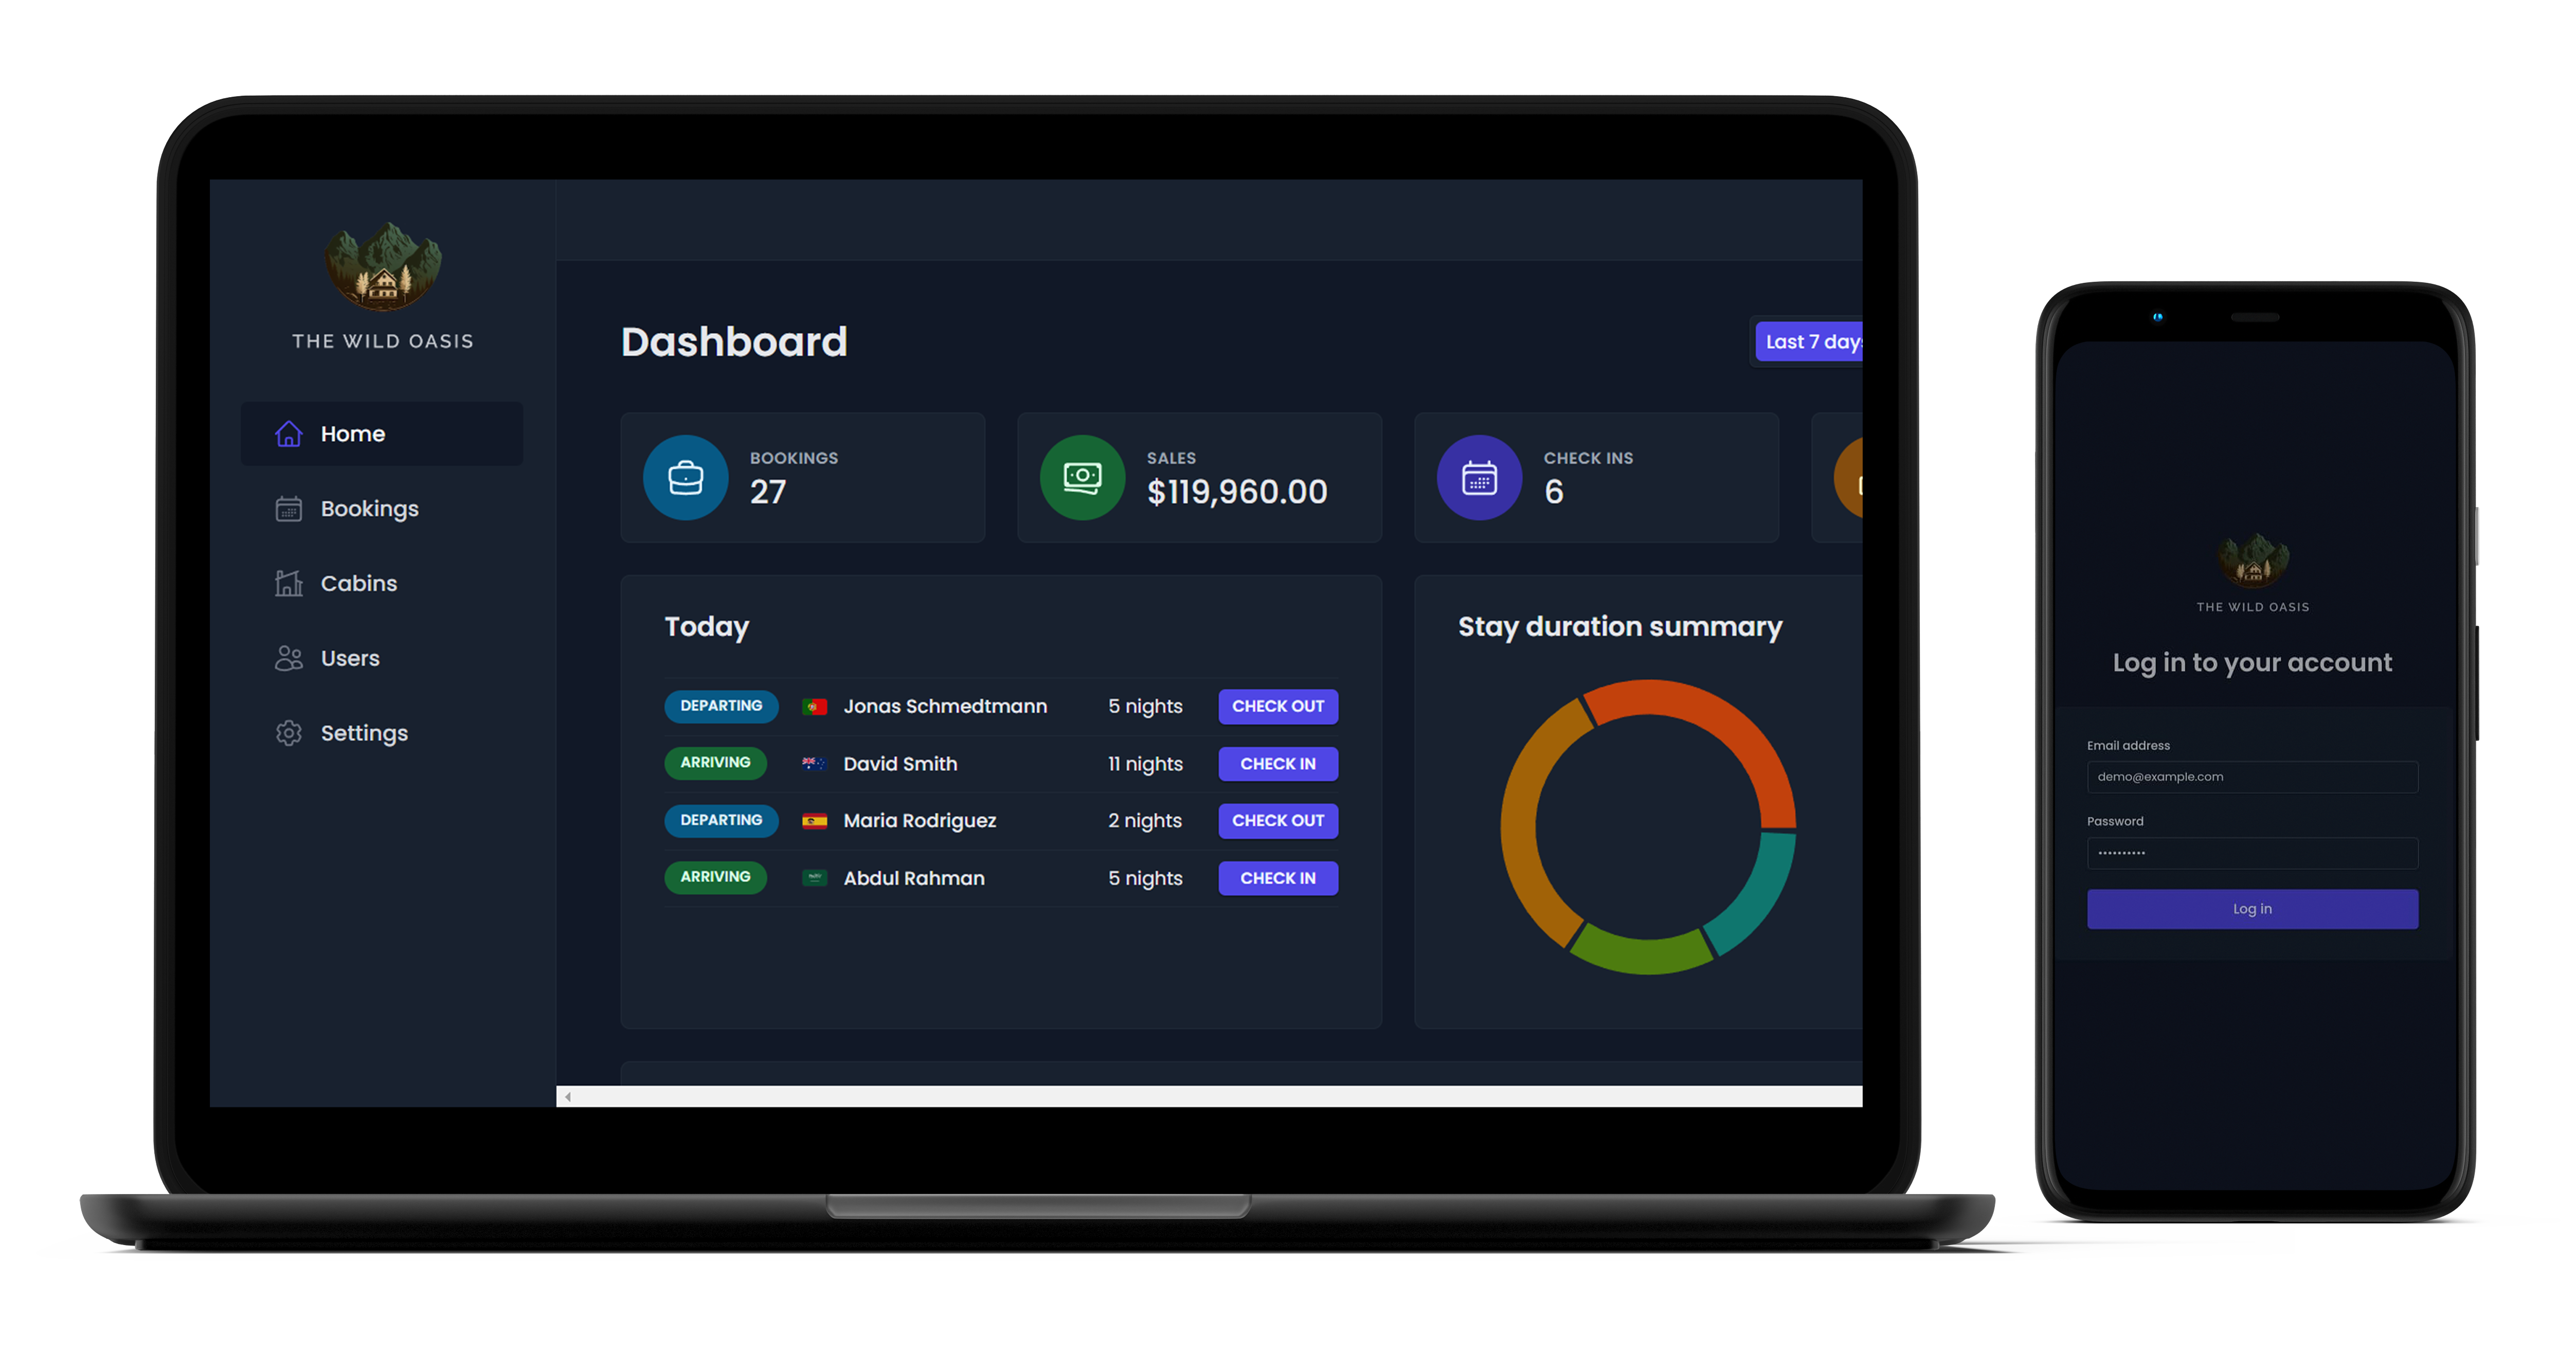 THE WILD OASIS
Home
Bookings
Cabins
Users
Settings
Dashboard
Last 7 days
BOOKINGS
27
SALES
$119,960.00
CHECK INS
6
Today
DEPARTING Jonas Schmedtmann 5 nights CHECK OUT
ARRIVING David Smith 11 nights CHECK IN
DEPARTING Maria Rodriguez 2 nights CHECK OUT
ARRIVING Abdul Rahman 5 nights CHECK IN
Stay duration summary
THE WILD OASIS
Log in to your account
Email address
demo@example.com
Password
••••••••••
Log in